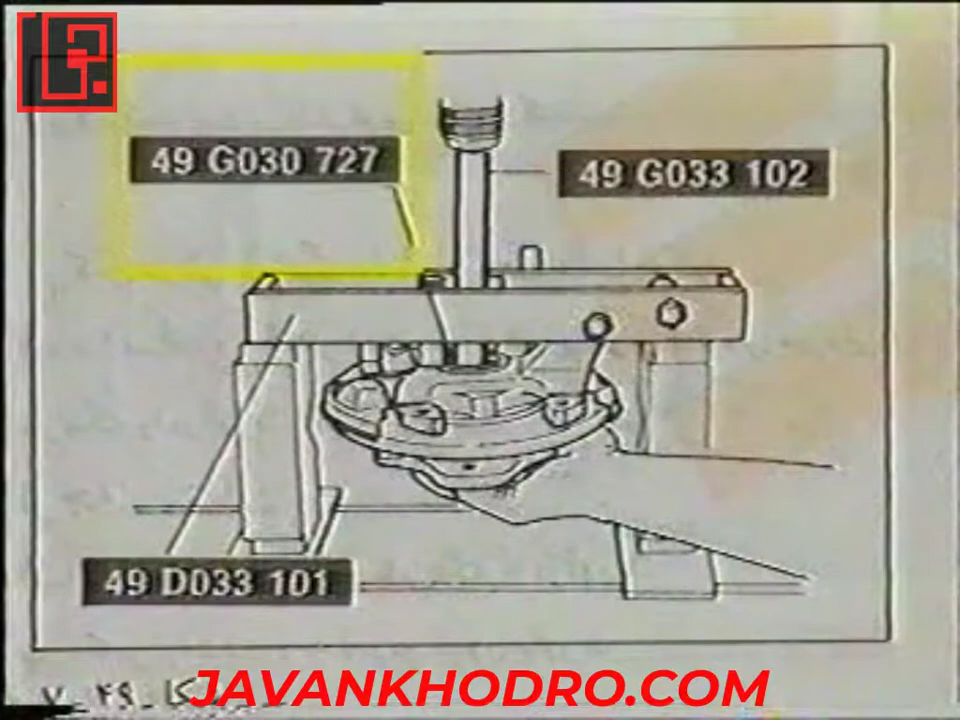 49 G030 727
49 G033 102
49 D033 101
JAVANKHODRO.COM